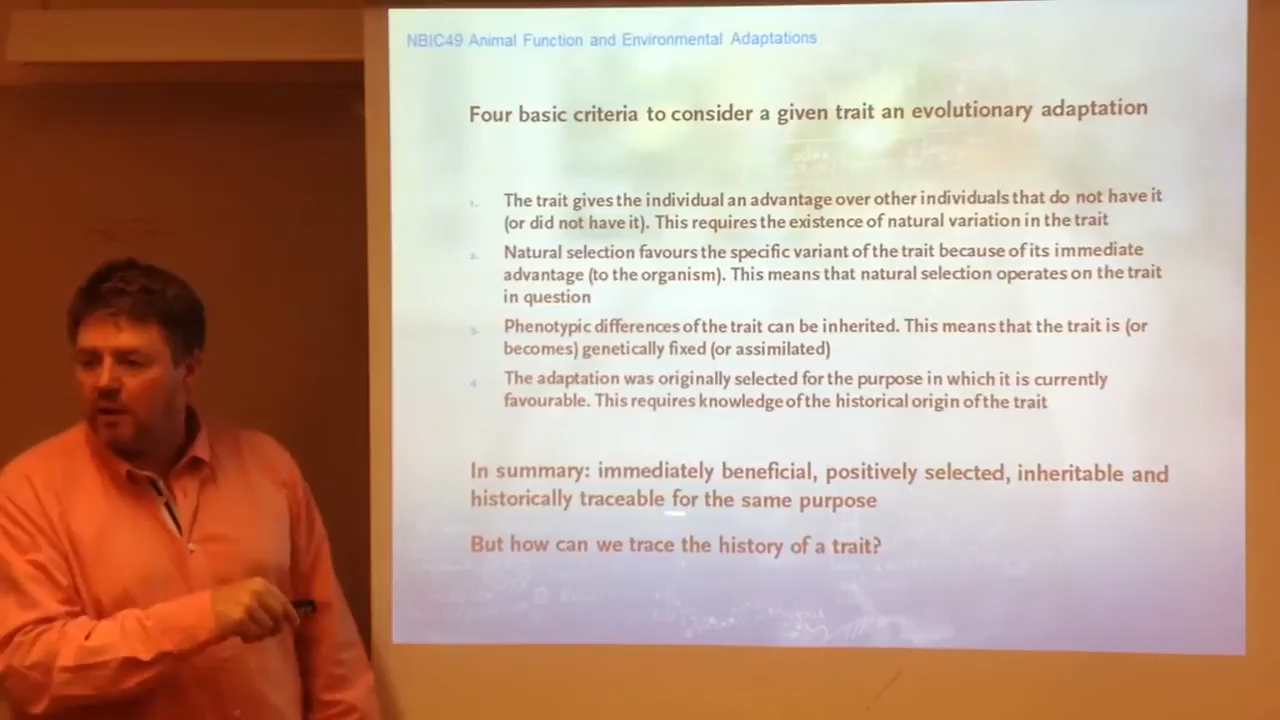 NBIC49 Animal Function and Environmental Adaptations
Four basic criteria to consider a given trait an evolutionary adaptation
1. The trait gives the individual an advantage over other individuals that do not have it
(or did not have it). This requires the existence of natural variation in the trait
2. Natural selection favours the specific variant of the trait because of its immediate
advantage (to the organism). This means that natural selection operates on the trait
in question
3. Phenotypic differences of the trait can be inherited. This means that the trait is (or
becomes) genetically fixed (or assimilated)
4. The adaptation was originally selected for the purpose in which it is currently
favourable. This requires knowledge of the historical origin of the trait
In summary: immediately beneficial, positively selected, inheritable and
historically traceable for the same purpose
But how can we trace the history of a trait?